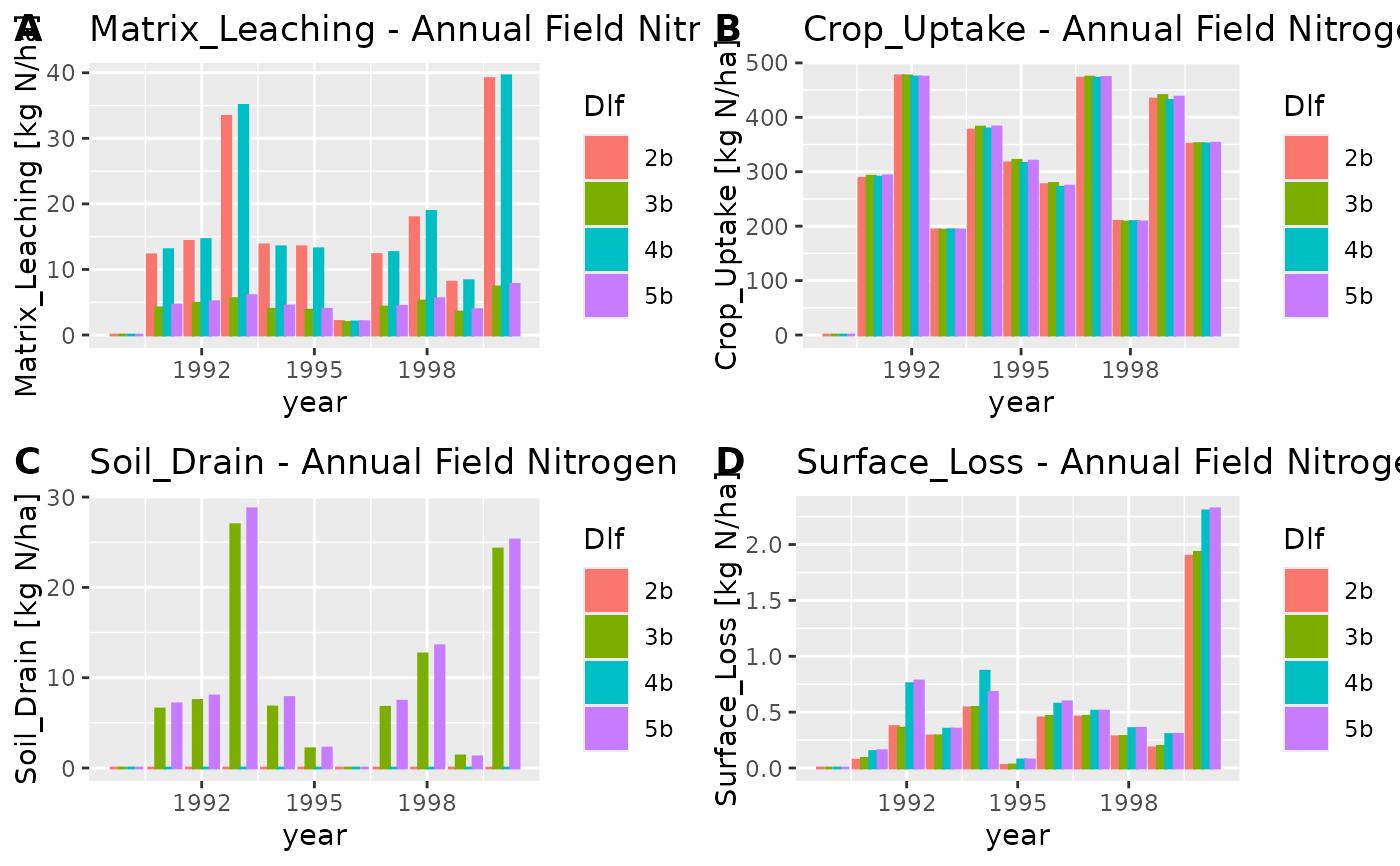 A
Matrix_Leaching - Annual Field Nitr
Matrix_Leaching [kg N/ha]
40
30
20
10
0
1992
1995
1998
year
Dlf
2b
3b
4b
5b
B
Crop_Uptake - Annual Field Nitroge
Crop_Uptake [kg N/ha]
500
400
300
200
100
0
1992
1995
1998
year
Dlf
2b
3b
4b
5b
C
Soil_Drain - Annual Field Nitrogen
Soil_Drain [kg N/ha]
30
20
10
0
1992
1995
1998
year
Dlf
2b
3b
4b
5b
D
Surface_Loss - Annual Field Nitroge
Surface_Loss [kg N/ha]
2.0
1.5
1.0
0.5
0.0
1992
1995
1998
year
Dlf
2b
3b
4b
5b